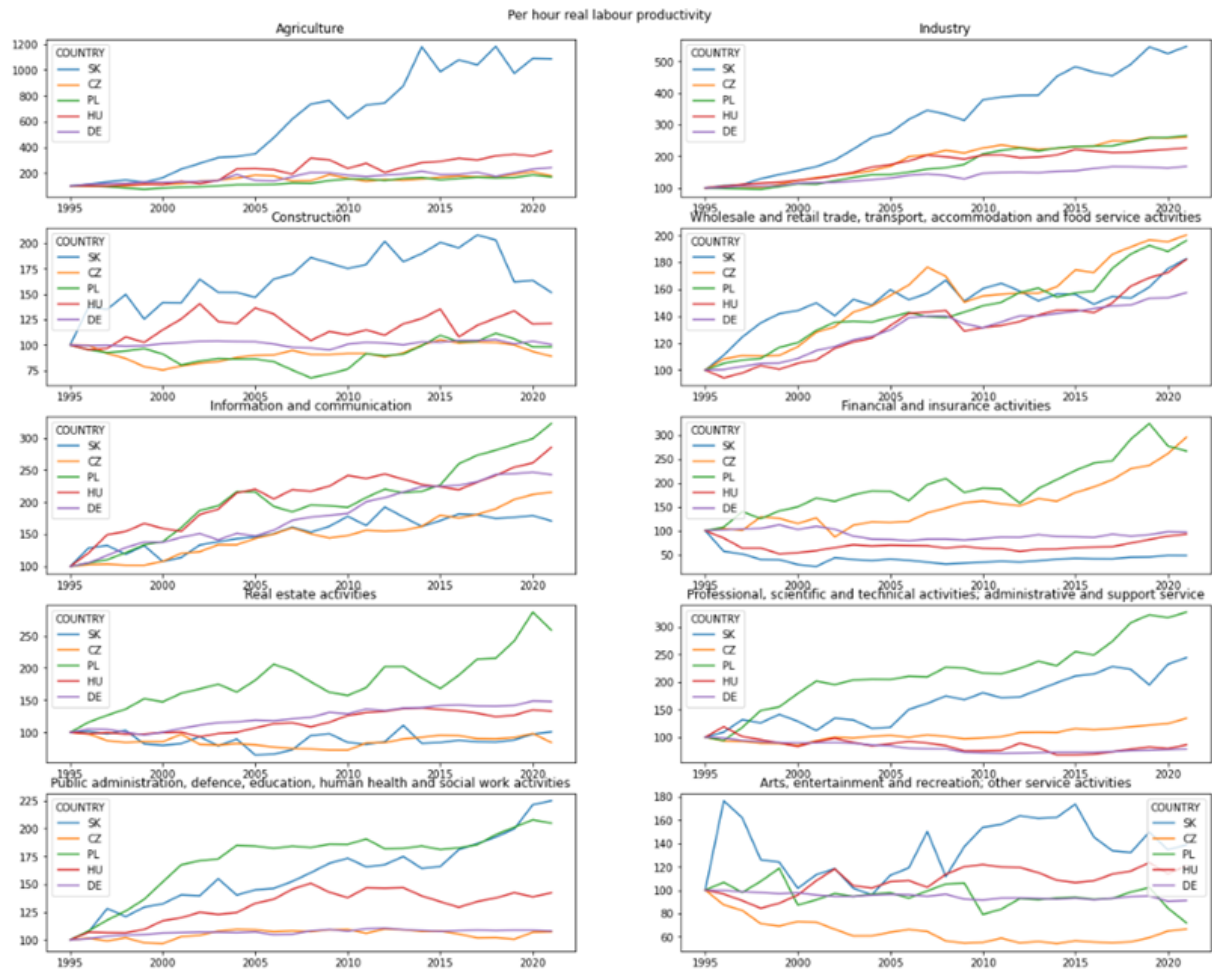 Per hour real labour productivity
Agriculture
COUNTRY
SK
CZ
PL
HU
DE
1200
1000
800
600
400
200
1995 2000 2005 2010 2015 2020
Industry
COUNTRY
SK
CZ
PL
HU
DE
500
400
300
200
100
1995 2000 2005 2010 2015 2020
Construction
COUNTRY
SK
CZ
PL
HU
DE
200
175
150
125
100
75
1995 2000 2005 2010 2015 2020
Wholesale and retail trade, transport, accommodation and food service activities
COUNTRY
SK
CZ
PL
HU
DE
200
180
160
140
120
100
1995 2000 2005 2010 2015 2020
Information and communication
COUNTRY
SK
CZ
PL
HU
DE
300
250
200
150
100
1995 2000 2005 2010 2015 2020
Financial and insurance activities
COUNTRY
SK
CZ
PL
HU
DE
300
250
200
150
100
50
1995 2000 2005 2010 2015 2020
Real estate activities
COUNTRY
SK
CZ
PL
HU
DE
250
200
150
100
1995 2000 2005 2010 2015 2020
Professional, scientific and technical activities; administrative and support service
COUNTRY
SK
CZ
PL
HU
DE
300
250
200
150
100
50
1995 2000 2005 2010 2015 2020
Public administration, defence, education, human health and social work activities
COUNTRY
SK
CZ
PL
HU
DE
225
200
175
150
125
100
1995 2000 2005 2010 2015 2020
Arts, entertainment and recreation; other service activities
COUNTRY
SK
CZ
PL
HU
DE
180
160
140
120
100
80
60
1995 2000 2005 2010 2015 2020